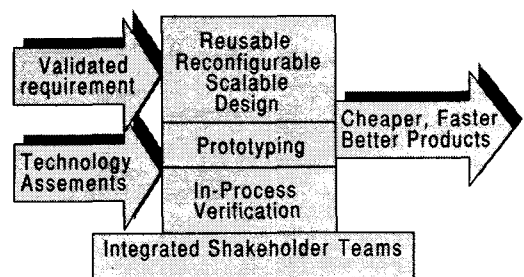 Validated
requirement
Technology
Assements
Reusable
Reconfigurable
Scalable
Design
Prototyping
In-Process
Verification
Integrated Shakeholder Teams
Cheaper, Faster
Better Products